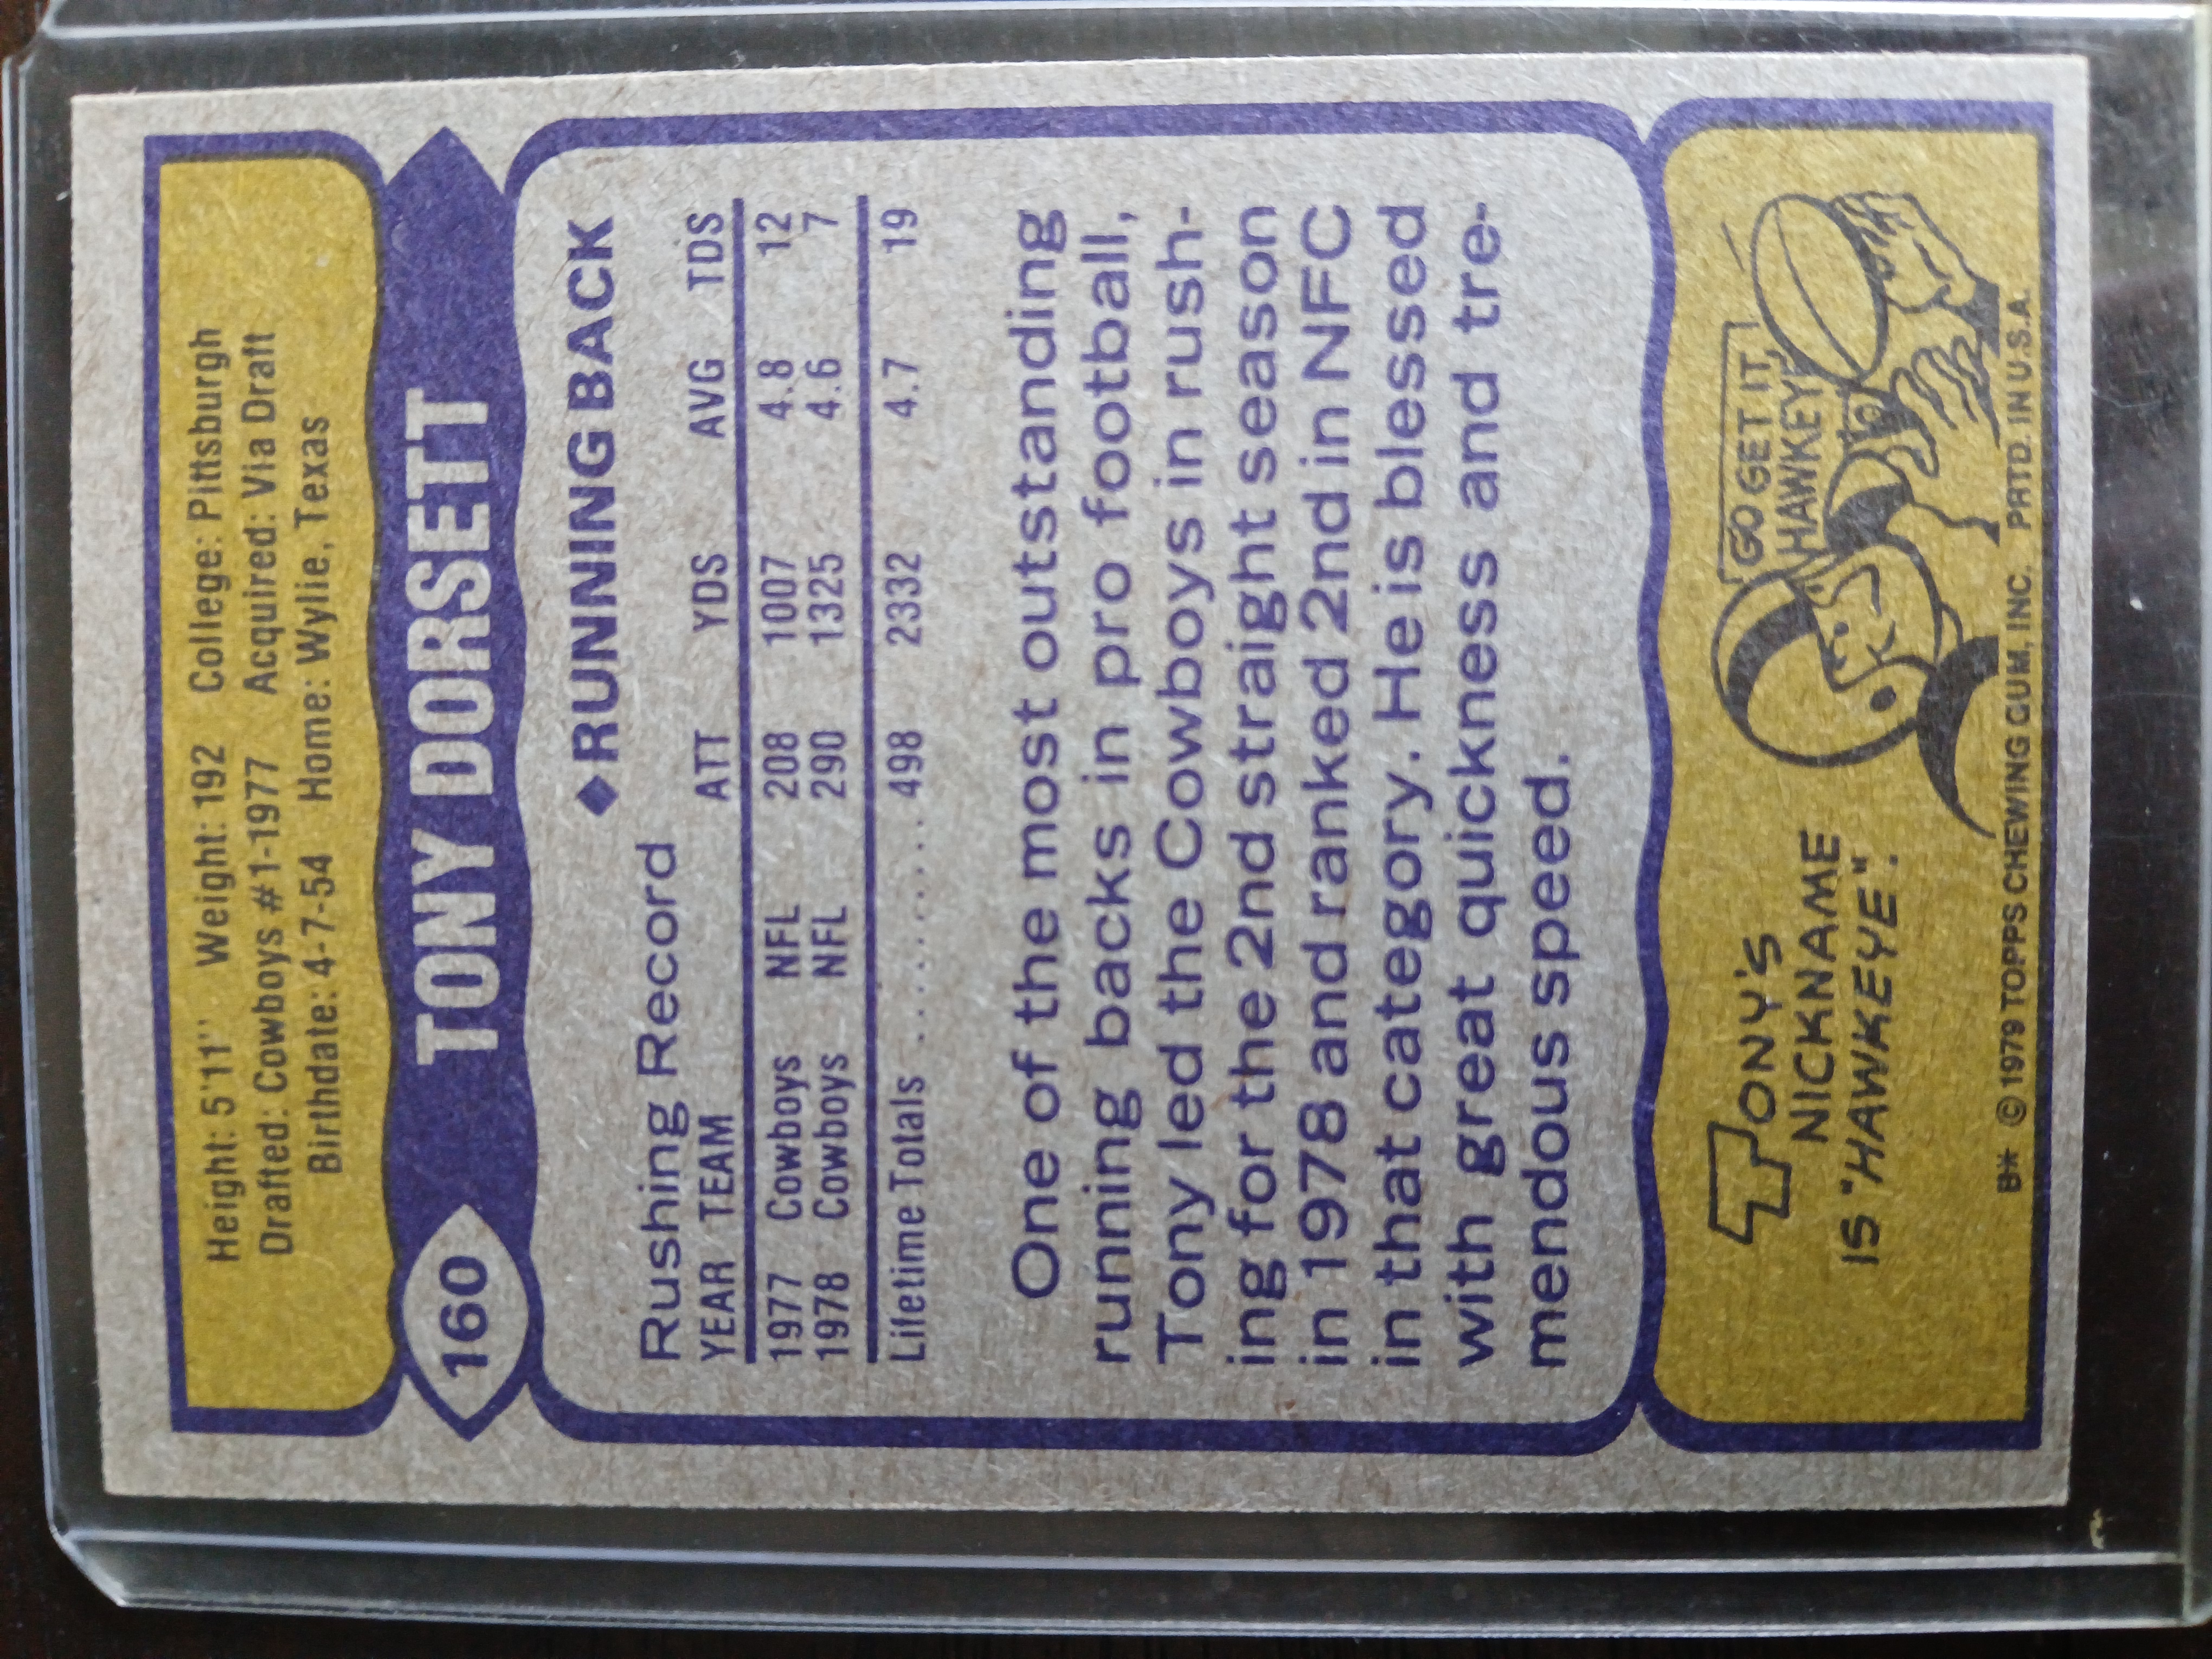 Height: 5'11" Weight: 192 College: Pittsburgh
Drafted: Cowboys #1-1977 Acquired: Via Draft
Birthdate: 4-7-54 Home: Wylie, Texas
160 TONY DORSETT
◆RUNNING BACK
Rushing Record
YEAR TEAM ATT YDS AVG TDS
1977 Cowboys NFL 208 1007 4.8 12
1978 Cowboys NFL 290 1325 4.6 7
Lifetime Totals .......... 498 2332 4.7 19
One of the most outstanding
running backs in pro football,
Tony led the Cowboys in rush-
ing for the 2nd straight season
in 1978 and ranked 2nd in NFC
in that category. He is blessed
with great quickness and tre-
mendous speed.
TONY'S
NICKNAME
IS "HAWKEYE".
GO GET IT,
HAWKEYE
B* © 1979 TOPPS CHEWING GUM, INC. PRTD. IN U.S.A.